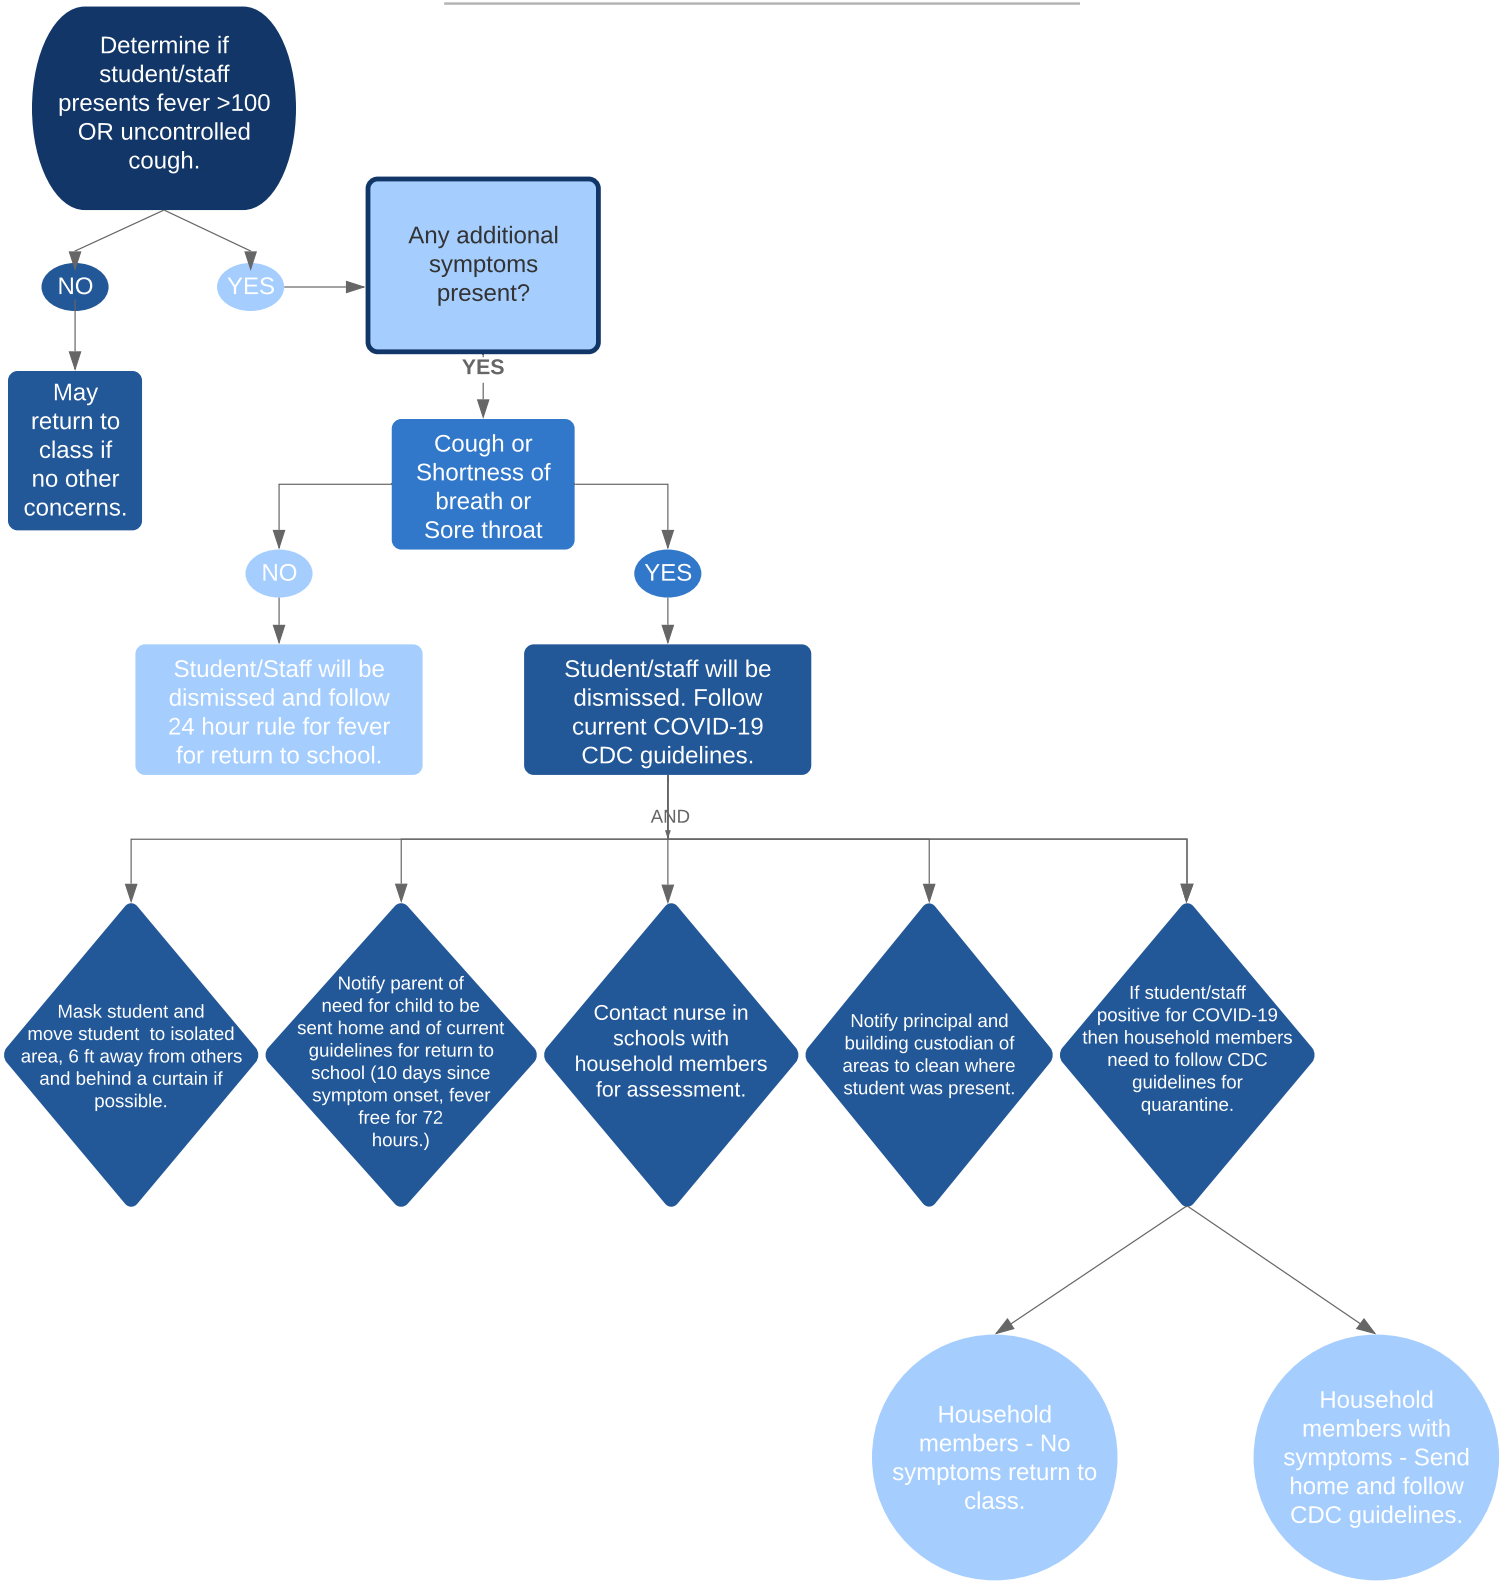 Determine if
student/staff
presents fever >100
OR uncontrolled
cough.
NO
YES
Any additional
symptoms
present?
May
return to
class if
no other
concerns.
YES
Cough or
Shortness of
breath or
Sore throat
NO
YES
Student/Staff will be
dismissed and follow
24 hour rule for fever
for return to school.
Student/staff will be
dismissed. Follow
current COVID-19
CDC guidelines.
AND
Mask student and
move student  to isolated
area, 6 ft away from others
and behind a curtain if
possible.
Notify parent of
need for child to be
sent home and of current
guidelines for return to
school (10 days since
symptom onset, fever
free for 72
hours.)
Contact nurse in
schools with
household members
for assessment.
Notify principal and
building custodian of
areas to clean where
student was present.
If student/staff
positive for COVID-19
then household members
need to follow CDC
guidelines for
quarantine.
Household
members - No
symptoms return to
class.
Household
members with
symptoms - Send
home and follow
CDC guidelines.